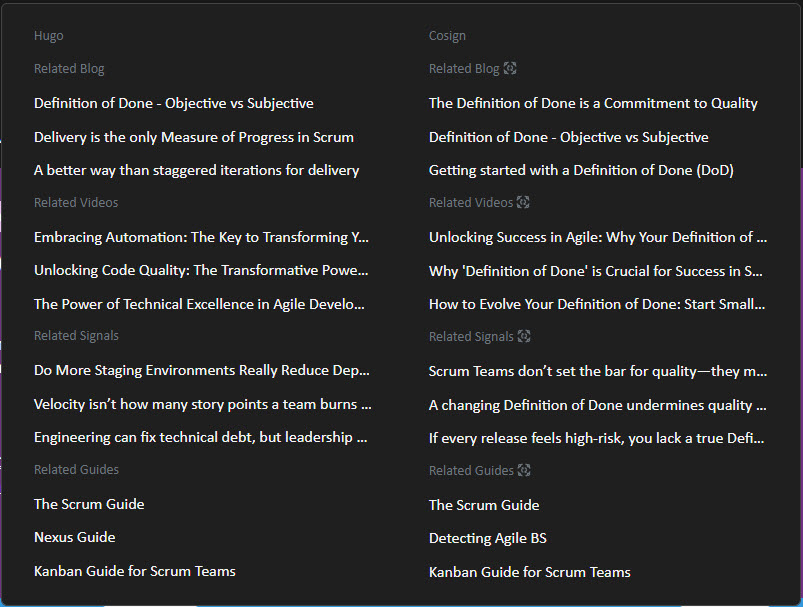 Hugo
Related Blog
Definition of Done - Objective vs Subjective
Delivery is the only Measure of Progress in Scrum
A better way than staggered iterations for delivery
Related Videos
Embracing Automation: The Key to Transforming Y...
Unlocking Code Quality: The Transformative Powe...
The Power of Technical Excellence in Agile Develo...
Related Signals
Do More Staging Environments Really Reduce Dep...
Velocity isn’t how many story points a team burns ...
Engineering can fix technical debt, but leadership ...
Related Guides
The Scrum Guide
Nexus Guide
Kanban Guide for Scrum Teams
Cosign
Related Blog
The Definition of Done is a Commitment to Quality
Definition of Done - Objective vs Subjective
Getting started with a Definition of Done (DoD)
Related Videos
Unlocking Success in Agile: Why Your Definition of ...
Why 'Definition of Done' is Crucial for Success in S...
How to Evolve Your Definition of Done: Start Small...
Related Signals
Scrum Teams don’t set the bar for quality—they m...
A changing Definition of Done undermines quality ...
If every release feels high-risk, you lack a true Defi...
Related Guides
The Scrum Guide
Detecting Agile BS
Kanban Guide for Scrum Teams